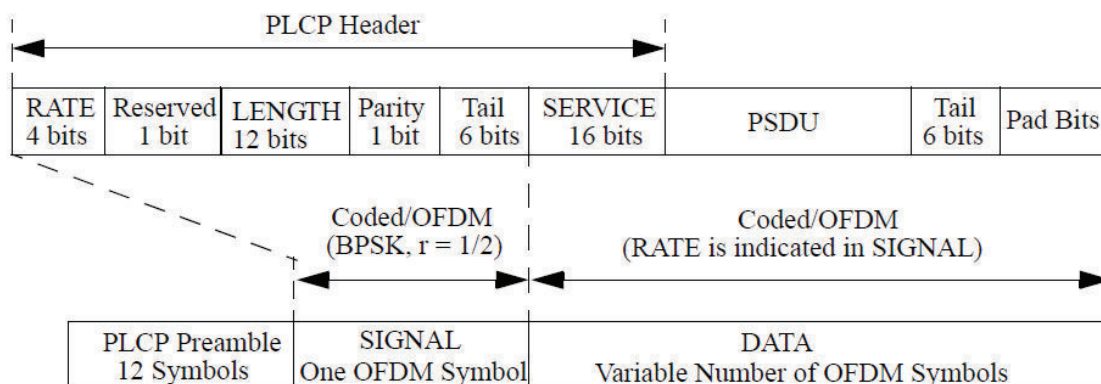 PLCP Header
RATE Reserved LENGTH Parity Tail SERVICE PSDU Tail Pad Bits
4 bits 1 bit 12 bits 1 bit 6 bits 16 bits 6 bits
Coded/OFDM Coded/OFDM
(BPSK, r = 1/2) (RATE is indicated in SIGNAL)
PLCP Preamble SIGNAL DATA
12 Symbols One OFDM Symbol Variable Number of OFDM Symbols